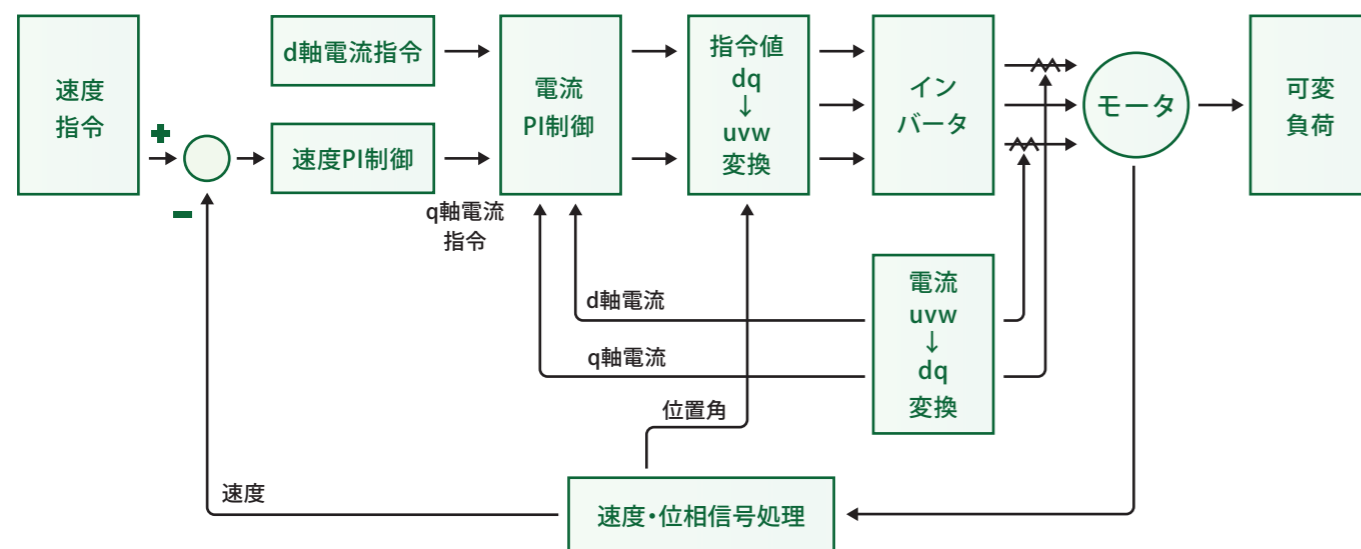 速度
指令
+
−
d軸電流指令
速度PI制御
q軸電流
指令
電流
PI制御
指令値
dq
↓
uvw
変換
イン
バータ
モータ
可変
負荷
d軸電流
q軸電流
電流
uvw
↓
dq
変換
位置角
速度
速度・位相信号処理